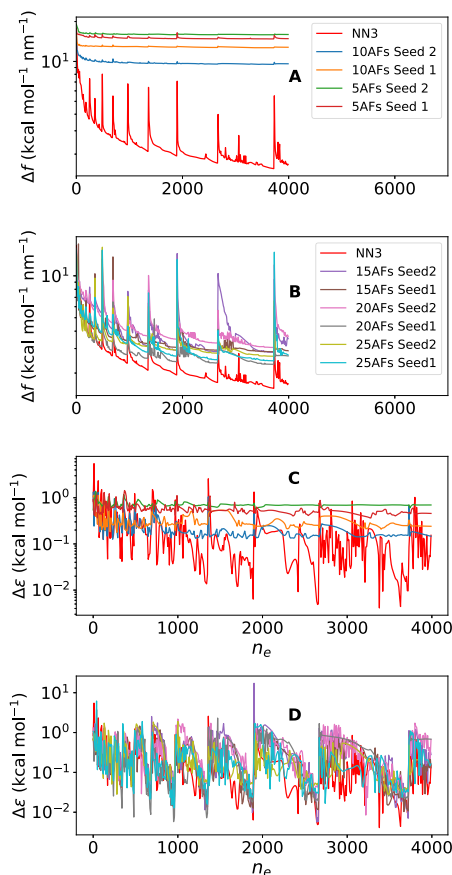 Δf (kcal mol⁻¹ nm⁻¹)
10¹
A
NN3
10AFs Seed 2
10AFs Seed 1
5AFs Seed 2
5AFs Seed 1
0 2000 4000 6000
Δf (kcal mol⁻¹ nm⁻¹)
10¹
B
NN3
15AFs Seed2
15AFs Seed1
20AFs Seed2
20AFs Seed1
25AFs Seed2
25AFs Seed1
0 2000 4000 6000
Δε (kcal mol⁻¹)
C
10⁰
10⁻¹
10⁻²
0 1000 2000 3000 4000
nₑ
Δε (kcal mol⁻¹)
D
10¹
10⁰
10⁻¹
10⁻²
0 1000 2000 3000 4000
nₑ